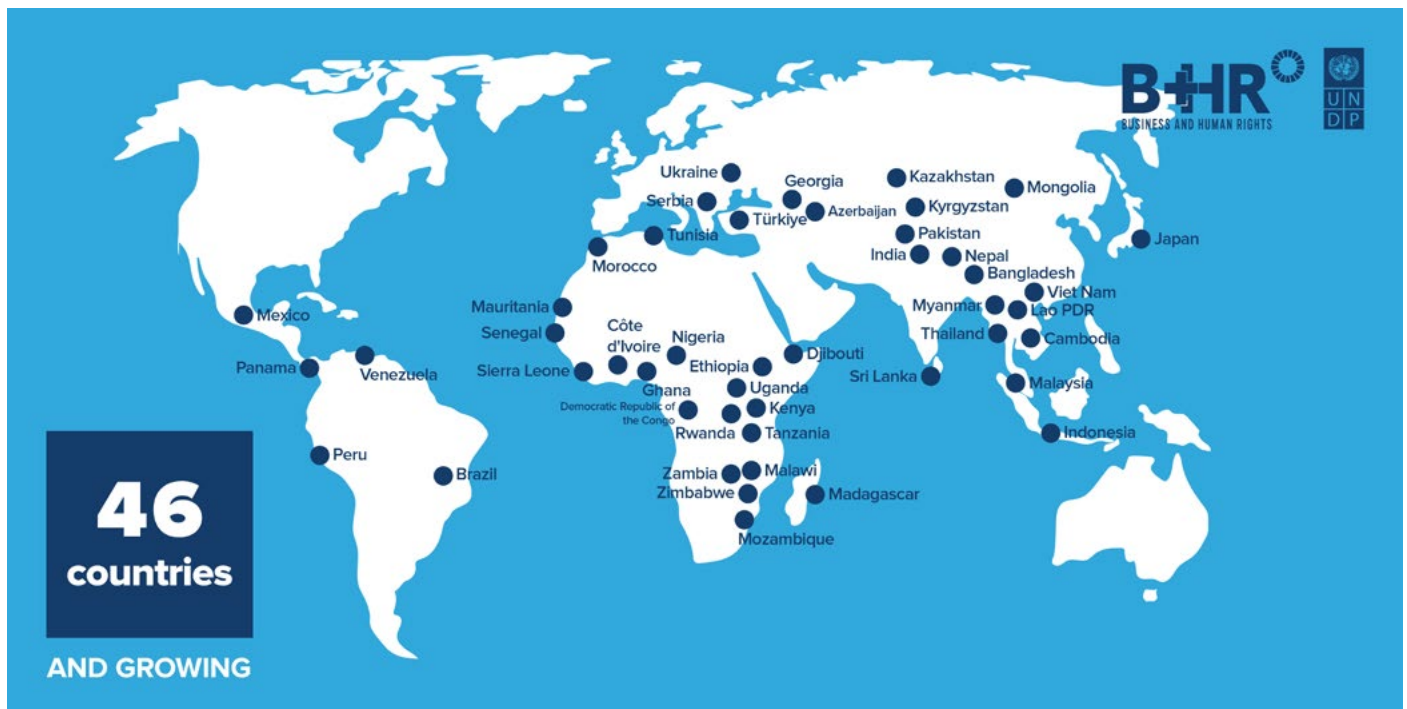 B+HR
BUSINESS AND HUMAN RIGHTS
UN
DP
Ukraine
Georgia
Kazakhstan
Mongolia
Serbia
Azerbaijan
Kyrgyzstan
Türkiye
Tunisia
Pakistan
Japan
Morocco
India
Nepal
Bangladesh
Viet Nam
Mauritania
Myanmar
Lao PDR
Mexico
Senegal
Côte
d'Ivoire
Nigeria
Thailand
Cambodia
Djibouti
Ethiopia
Panama
Venezuela
Sierra Leone
Ghana
Uganda
Sri Lanka
Malaysia
Democratic Republic of
the Congo
Kenya
Rwanda
Tanzania
Indonesia
Peru
Brazil
Zambia
Malawi
Zimbabwe
Madagascar
Mozambique
46
countries
AND GROWING